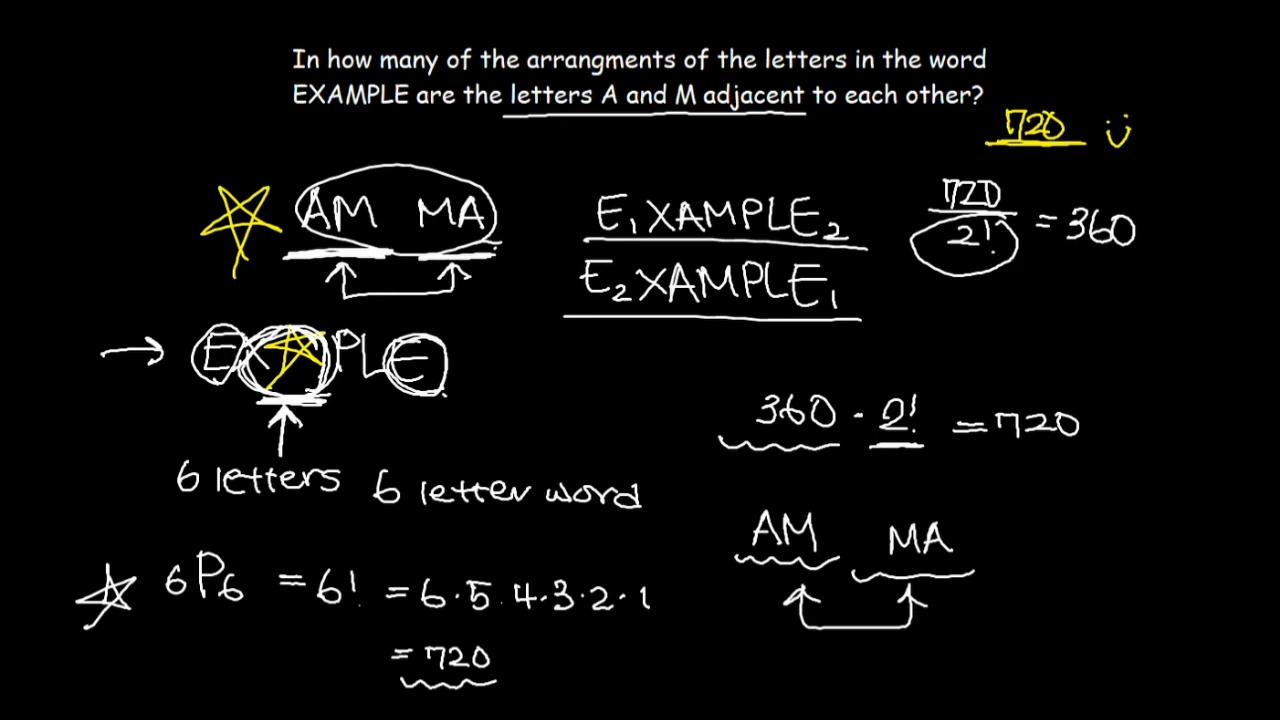 In how many of the arrangments of the letters in the word
EXAMPLE are the letters A and M adjacent to each other?
720
AM MA
E₁XAMPLE₂
E₂XAMPLE₁
720/2! = 360
EX☆PLE
6 letters 6 letter word
360 · 2! = 720
AM MA
6P6 = 6! = 6·5·4·3·2·1
= 720